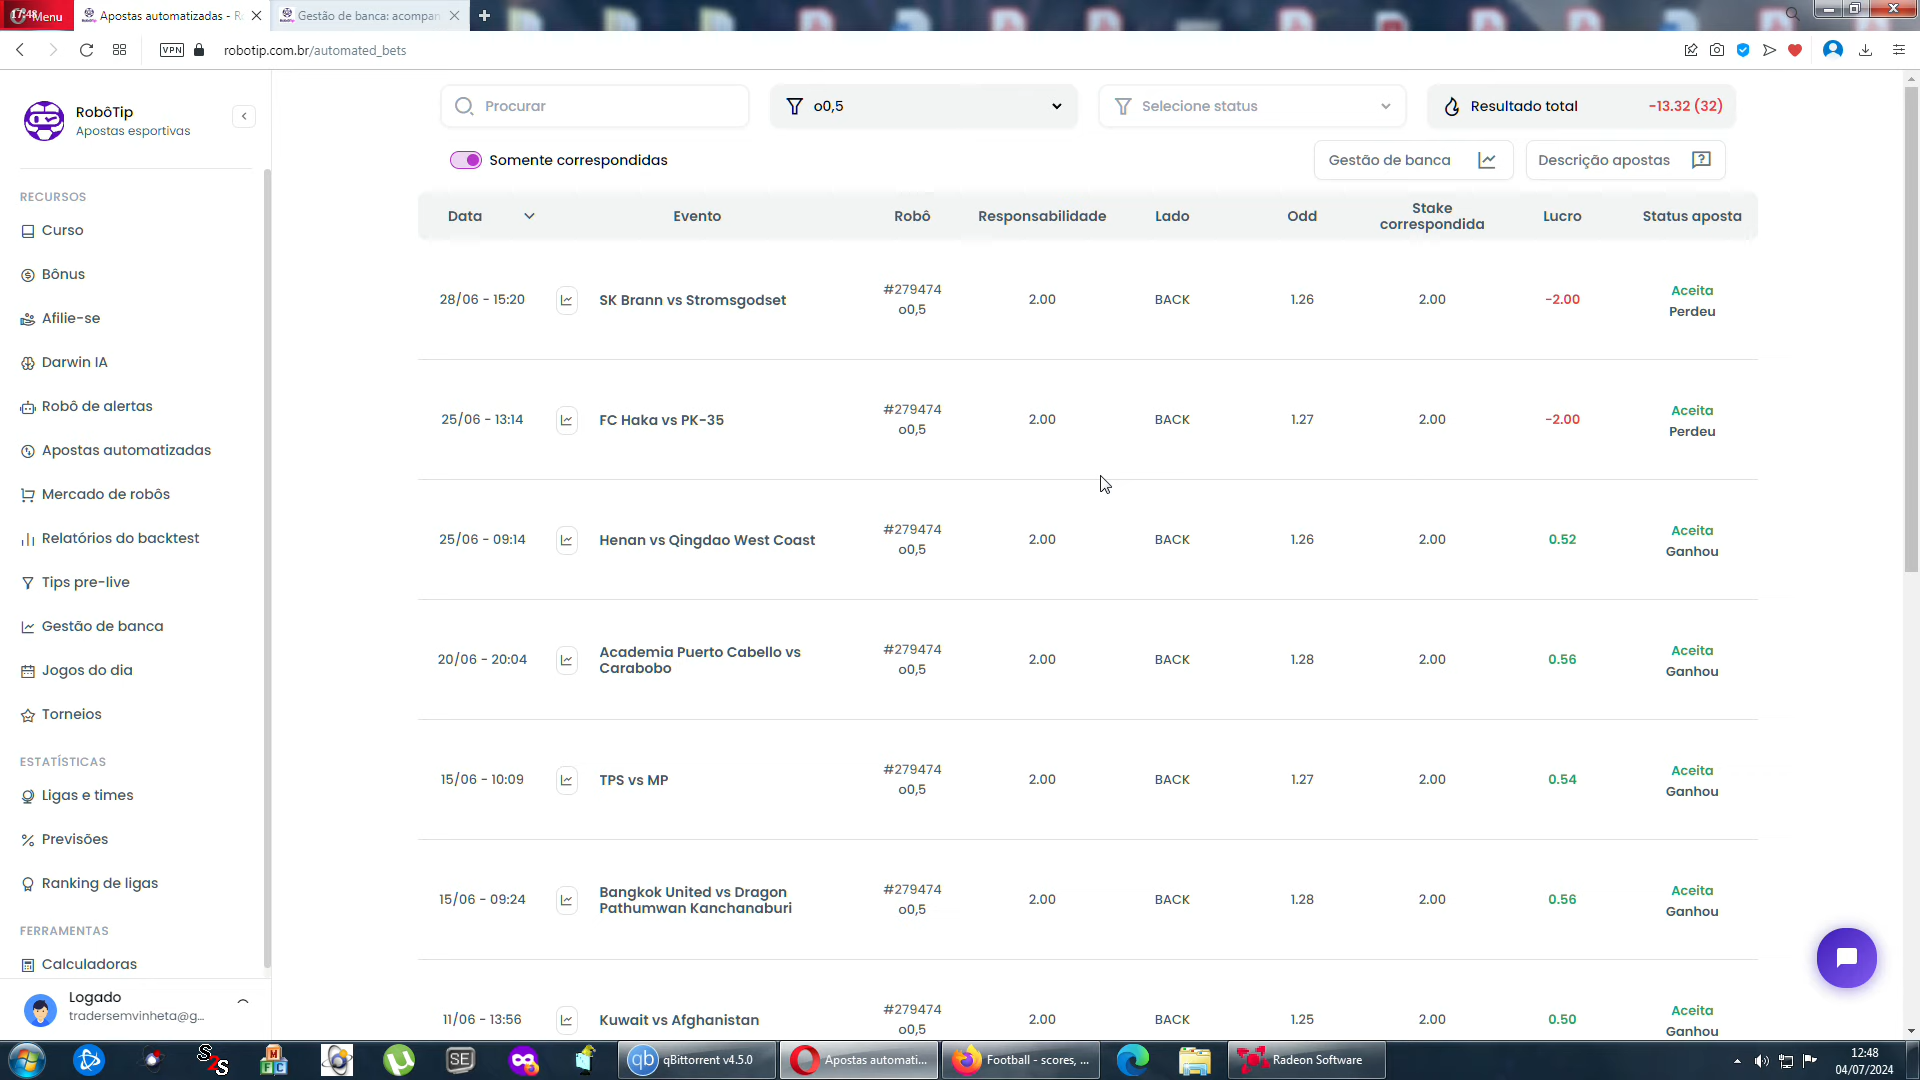 Menu
Apostas automatizadas - R
Gestão de banca: acompan
VPN
robotip.com.br/automated_bets
RobôTip
Apostas esportivas
Procurar
o0,5
Selecione status
Resultado total
-13.32 (32)
Somente correspondidas
Gestão de banca
Descrição apostas
RECURSOS
Curso
Bônus
Afilie-se
Darwin IA
Robô de alertas
Apostas automatizadas
Mercado de robôs
Relatórios do backtest
Tips pre-live
Gestão de banca
Jogos do dia
Torneios
ESTATÍSTICAS
Ligas e times
Previsões
Ranking de ligas
FERRAMENTAS
Calculadoras
Logado
tradersemvinheta@g...
Data Evento Robô Responsabilidade Lado Odd Stake correspondida Lucro Status aposta
28/06 - 15:20 SK Brann vs Stromsgodset #279474 o0,5 2.00 BACK 1.26 2.00 -2.00 Aceita Perdeu
25/06 - 13:14 FC Haka vs PK-35 #279474 o0,5 2.00 BACK 1.27 2.00 -2.00 Aceita Perdeu
25/06 - 09:14 Henan vs Qingdao West Coast #279474 o0,5 2.00 BACK 1.26 2.00 0.52 Aceita Ganhou
20/06 - 20:04 Academia Puerto Cabello vs Carabobo #279474 o0,5 2.00 BACK 1.28 2.00 0.56 Aceita Ganhou
15/06 - 10:09 TPS vs MP #279474 o0,5 2.00 BACK 1.27 2.00 0.54 Aceita Ganhou
15/06 - 09:24 Bangkok United vs Dragon Pathumwan Kanchanaburi #279474 o0,5 2.00 BACK 1.28 2.00 0.56 Aceita Ganhou
11/06 - 13:56 Kuwait vs Afghanistan #279474 o0,5 2.00 BACK 1.25 2.00 0.50 Aceita Ganhou
qb qBittorrent v4.5.0
Apostas automati...
Football - scores, ...
Radeon Software
12:48
04/07/2024